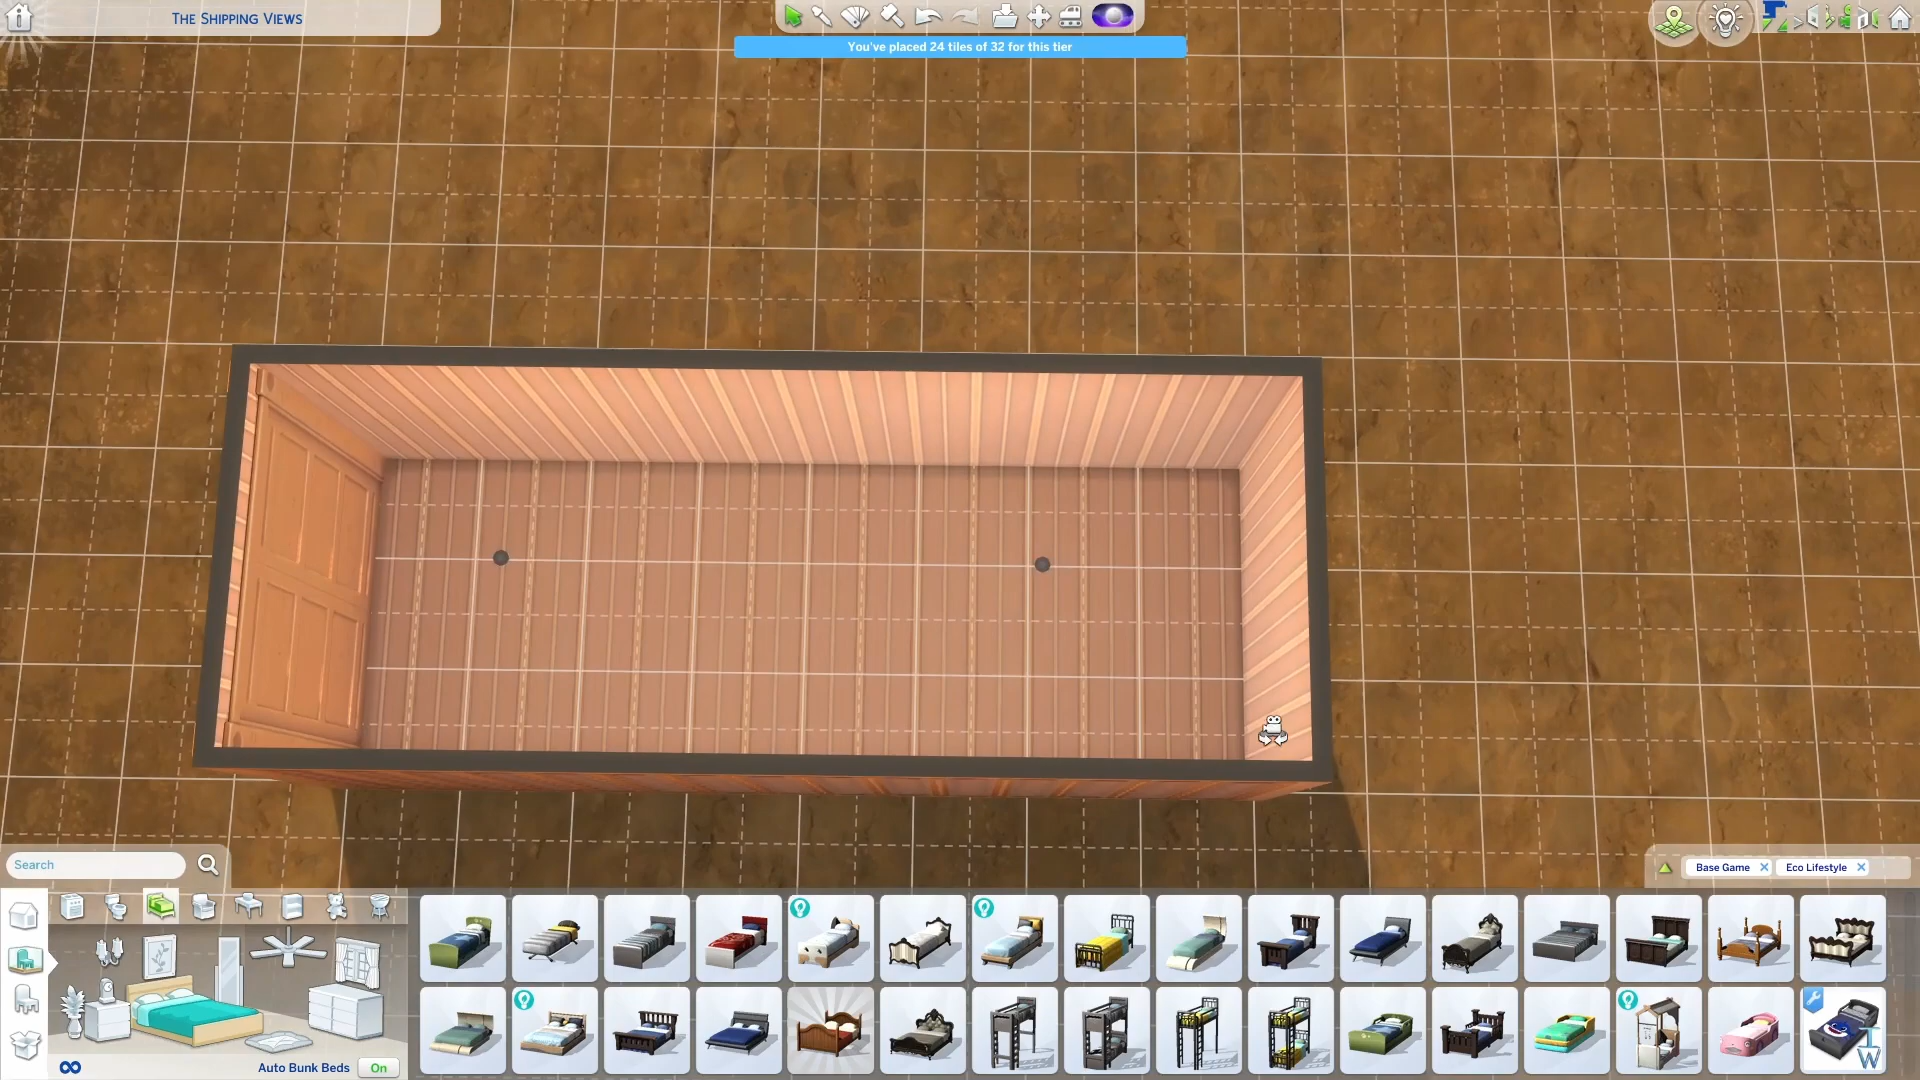 The Shipping Views
You've placed 24 tiles of 32 for this tier
Search
Base Game
Eco Lifestyle
Auto Bunk Beds
On
T
W